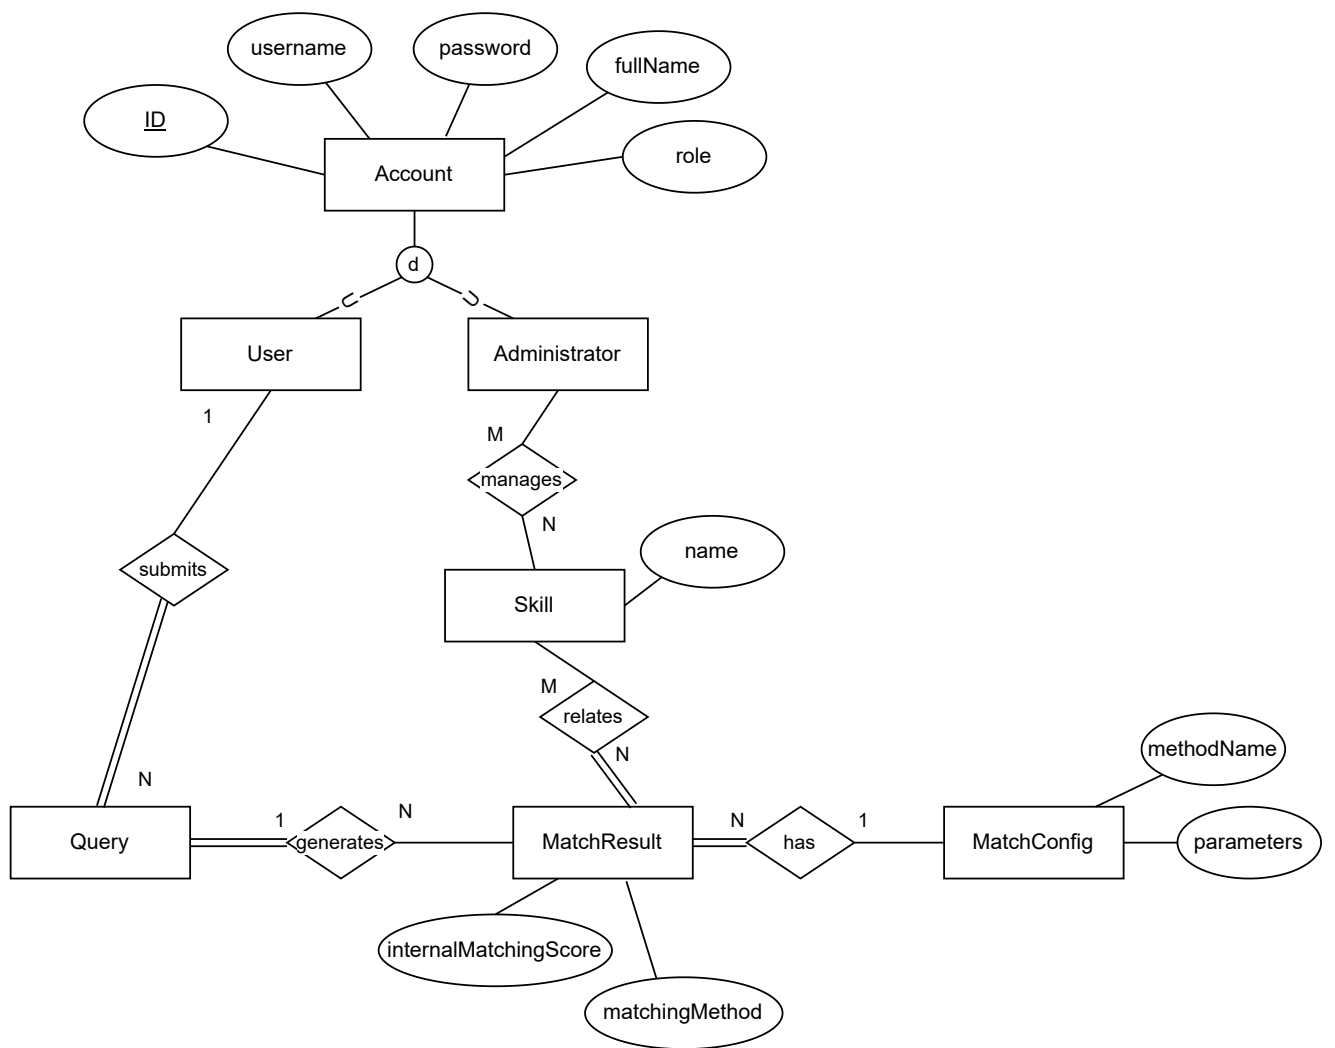 username
password
fullName
ID
role
Account
d
User
Administrator
1
M
manages
N
name
submits
Skill
M
relates
N
methodName
N
1
N
N
1
Query
generates
MatchResult
has
MatchConfig
parameters
internalMatchingScore
matchingMethod